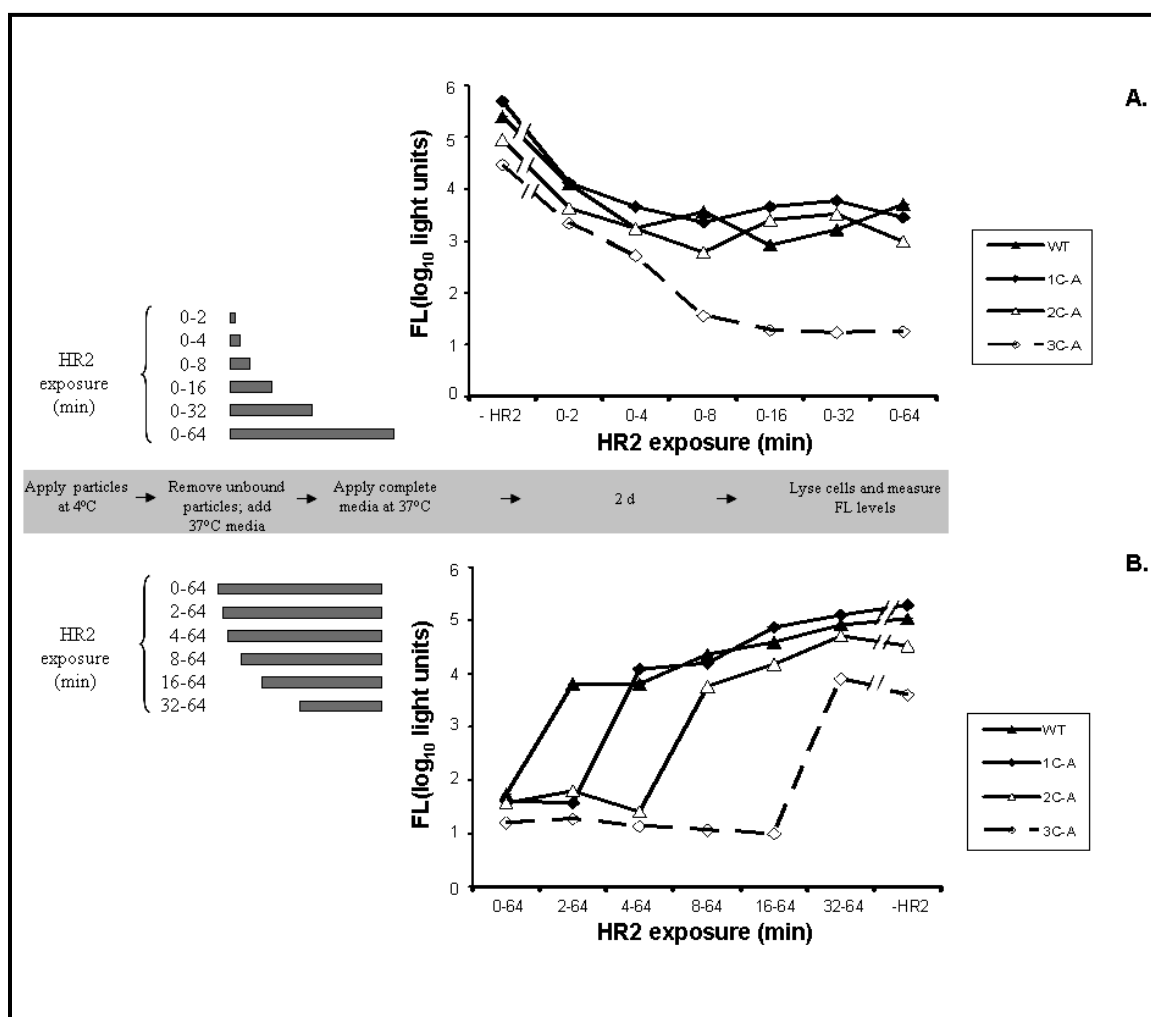 A.
6
5
4
3
2
1
0
FL(log10 light units)
- HR2 0-2 0-4 0-8 0-16 0-32 0-64
HR2 exposure (min)
WT
1C-A
2C-A
3C-A
HR2
exposure
(min)
0-2
0-4
0-8
0-16
0-32
0-64
Apply particles
at 4°C
Remove unbound
particles; add
37°C media
Apply complete
media at 37°C
2 d
Lyse cells and measure
FL levels
HR2
exposure
(min)
0-64
2-64
4-64
8-64
16-64
32-64
B.
6
5
4
3
2
1
0
FL(log10 light units)
0-64 2-64 4-64 8-64 16-64 32-64 -HR2
HR2 exposure (min)
WT
1C-A
2C-A
3C-A